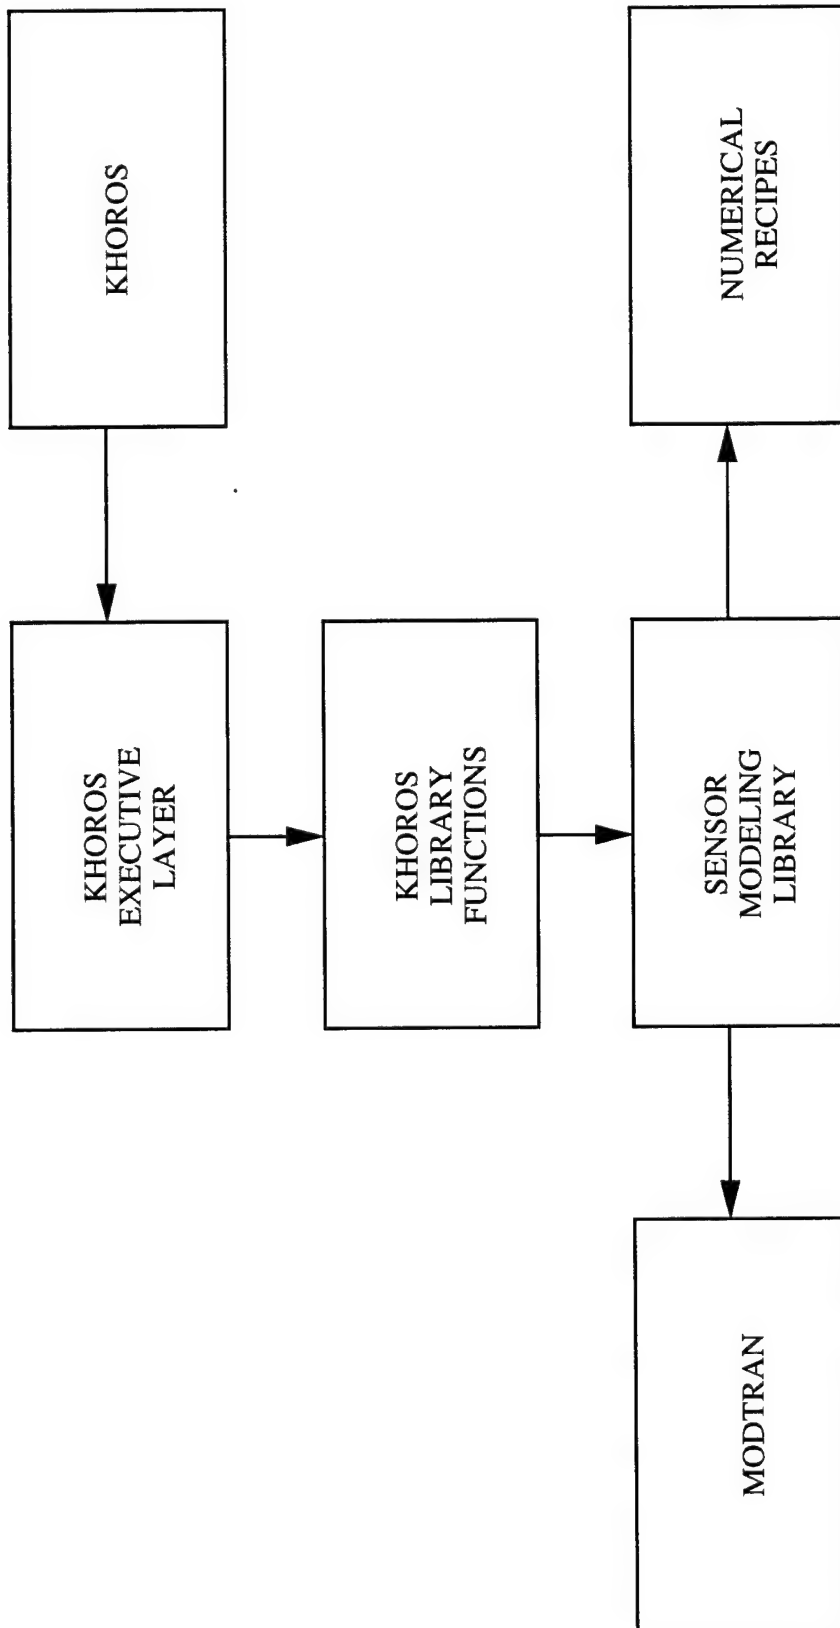 KHOROS
KHOROS
EXECUTIVE
LAYER
KHOROS
LIBRARY
FUNCTIONS
NUMERICAL
RECIPES
SENSOR
MODELING
LIBRARY
MODTRAN